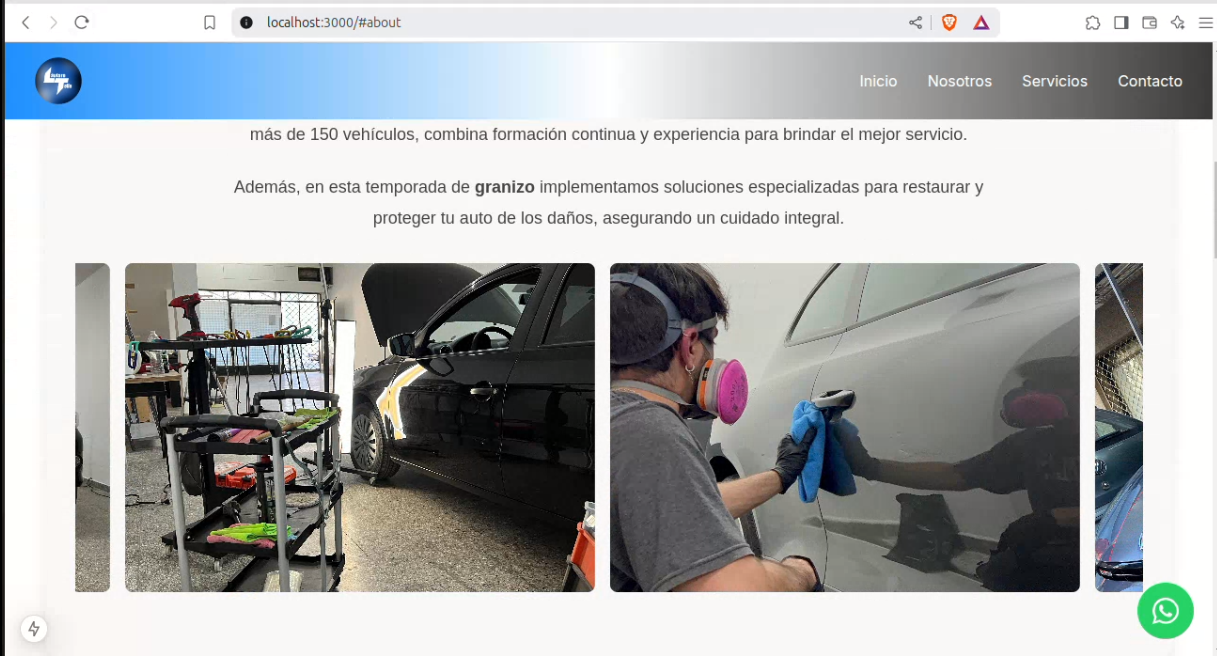 localhost:3000/#about
Inicio Nosotros Servicios Contacto
más de 150 vehículos, combina formación continua y experiencia para brindar el mejor servicio.
Además, en esta temporada de granizo implementamos soluciones especializadas para restaurar y
proteger tu auto de los daños, asegurando un cuidado integral.